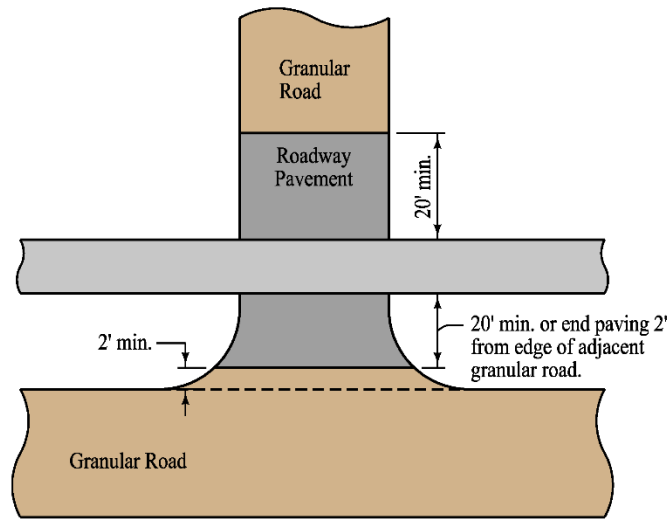 Granular
Road
Roadway
Pavement
20' min.
2' min.
20' min. or end paving 2'
from edge of adjacent
granular road.
Granular Road